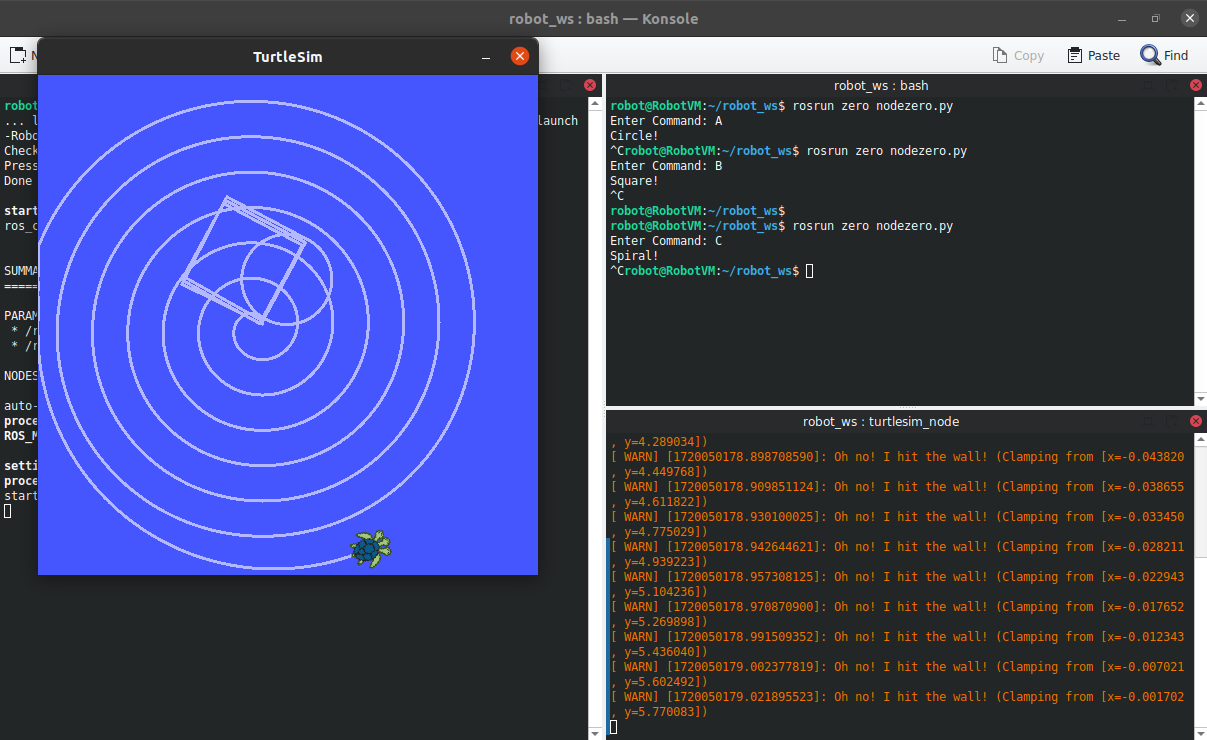 robot_ws : bash — Konsole
Copy
Paste
Find
TurtleSim
robot
... l
launch
-Robo
Check
Press
Done
start
ros_c
SUMMA
=====
PARAM
* /r
* /r
NODES
auto-
proce
ROS_M
setti
proce
start
robot_ws : bash
robot@RobotVM:~/robot_ws$ rosrun zero nodezero.py
Enter Command: A
Circle!
^Crobot@RobotVM:~/robot_ws$ rosrun zero nodezero.py
Enter Command: B
Square!
^C
robot@RobotVM:~/robot_ws$
robot@RobotVM:~/robot_ws$ rosrun zero nodezero.py
Enter Command: C
Spiral!
^Crobot@RobotVM:~/robot_ws$
robot_ws : turtlesim_node
, y=4.289034])
[ WARN] [1720050178.898708590]: Oh no! I hit the wall! (Clamping from [x=-0.043820
, y=4.449768])
[ WARN] [1720050178.909851124]: Oh no! I hit the wall! (Clamping from [x=-0.038655
, y=4.611822])
[ WARN] [1720050178.930100025]: Oh no! I hit the wall! (Clamping from [x=-0.033450
, y=4.775029])
[ WARN] [1720050178.942644621]: Oh no! I hit the wall! (Clamping from [x=-0.028211
, y=4.939223])
[ WARN] [1720050178.957308125]: Oh no! I hit the wall! (Clamping from [x=-0.022943
, y=5.104236])
[ WARN] [1720050178.970870900]: Oh no! I hit the wall! (Clamping from [x=-0.017652
, y=5.269898])
[ WARN] [1720050178.991509352]: Oh no! I hit the wall! (Clamping from [x=-0.012343
, y=5.436040])
[ WARN] [1720050179.002377819]: Oh no! I hit the wall! (Clamping from [x=-0.007021
, y=5.602492])
[ WARN] [1720050179.021895523]: Oh no! I hit the wall! (Clamping from [x=-0.001702
, y=5.770083])